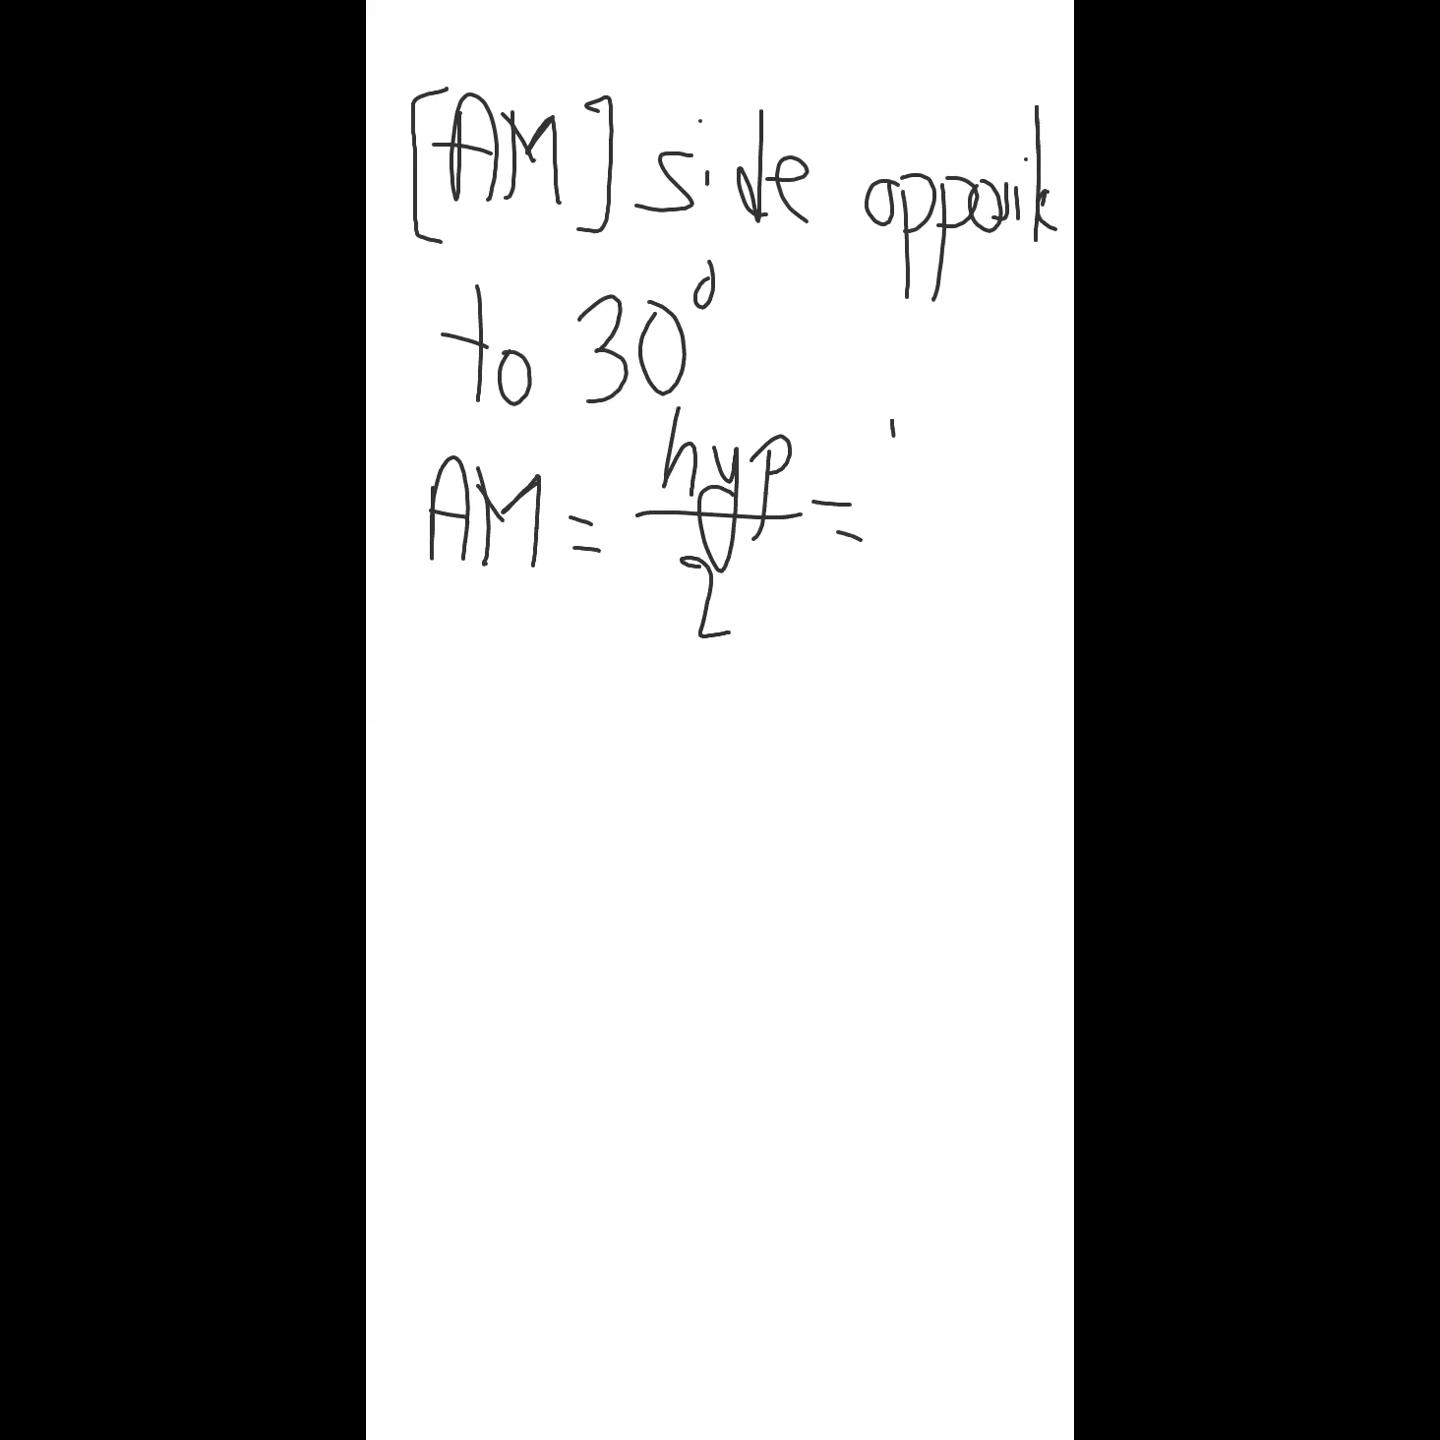 [AM] side opposite
to 30°
AM = hyp/2 =